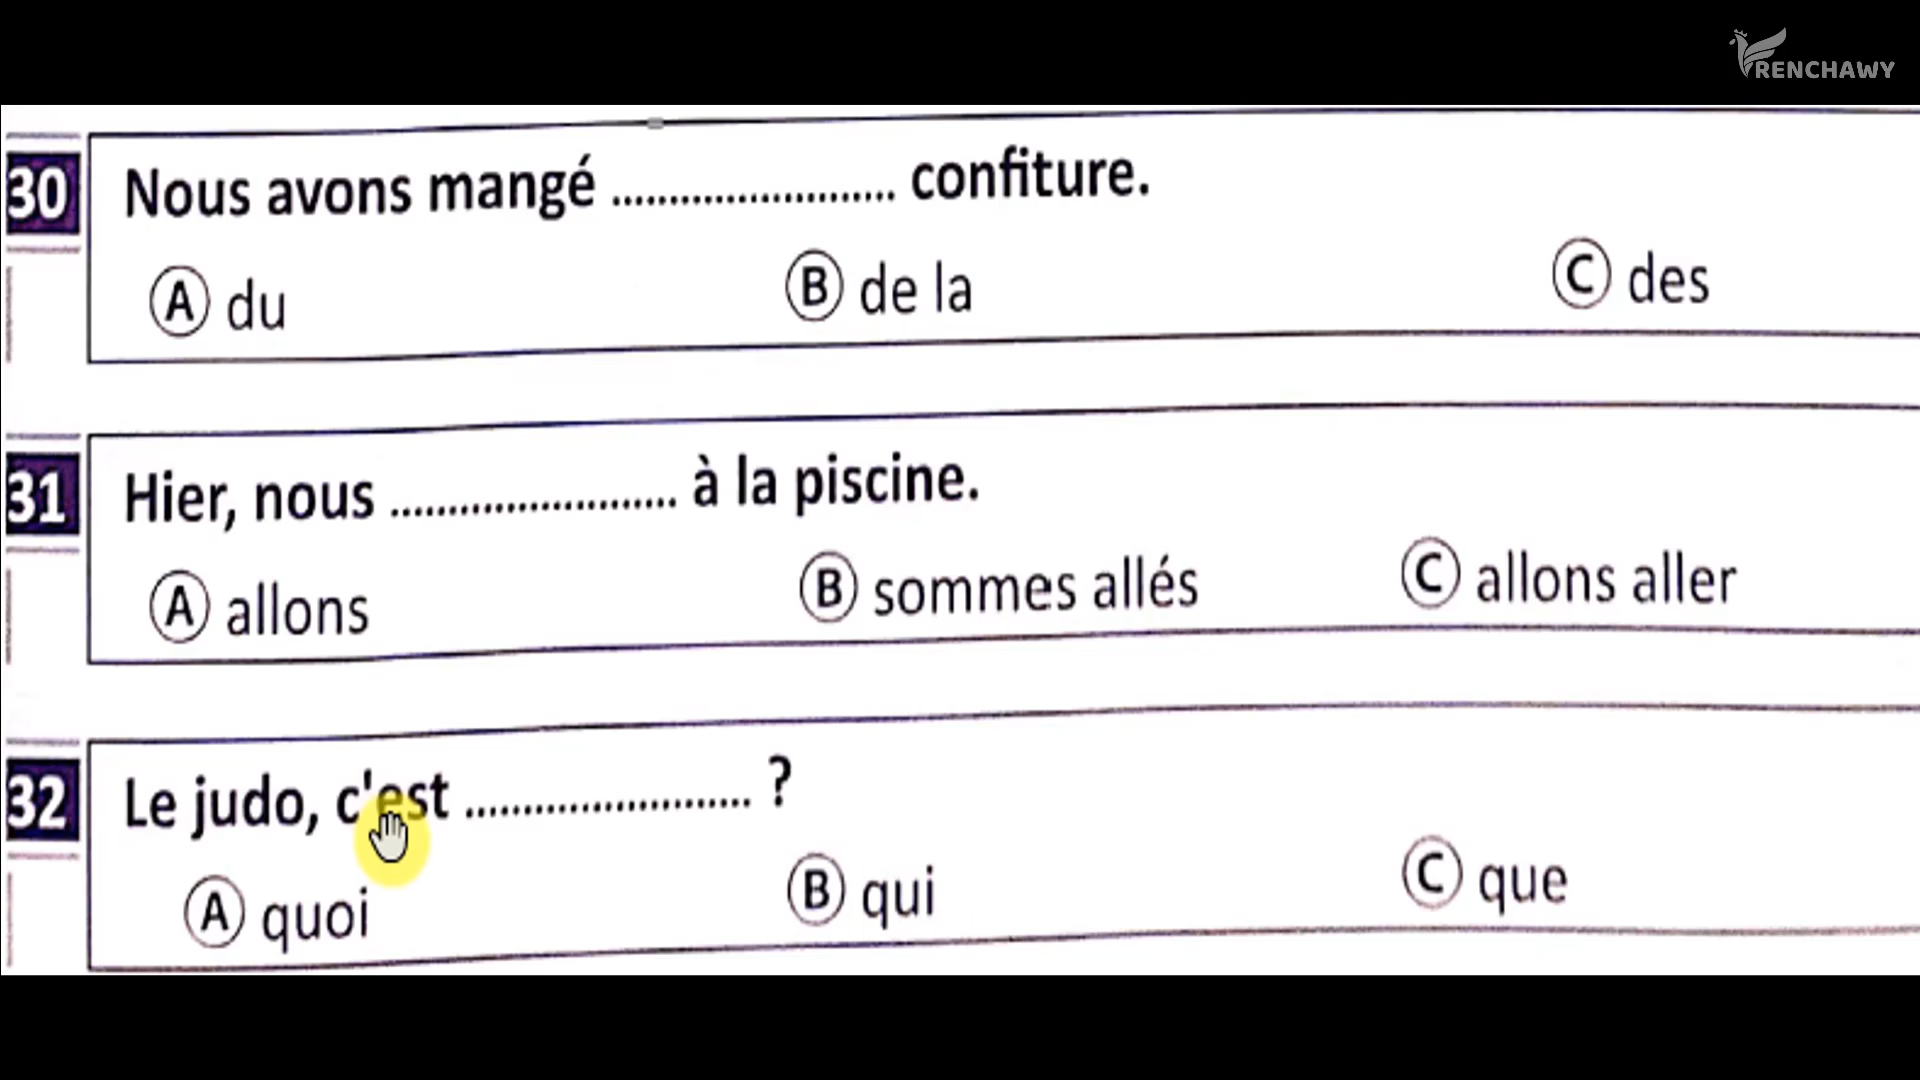 RENCHAWY
30 Nous avons mangé ........................ confiture.
A du B de la C des
31 Hier, nous ........................ à la piscine.
A allons B sommes allés C allons aller
32 Le judo, c'est ........................ ?
A quoi B qui C que